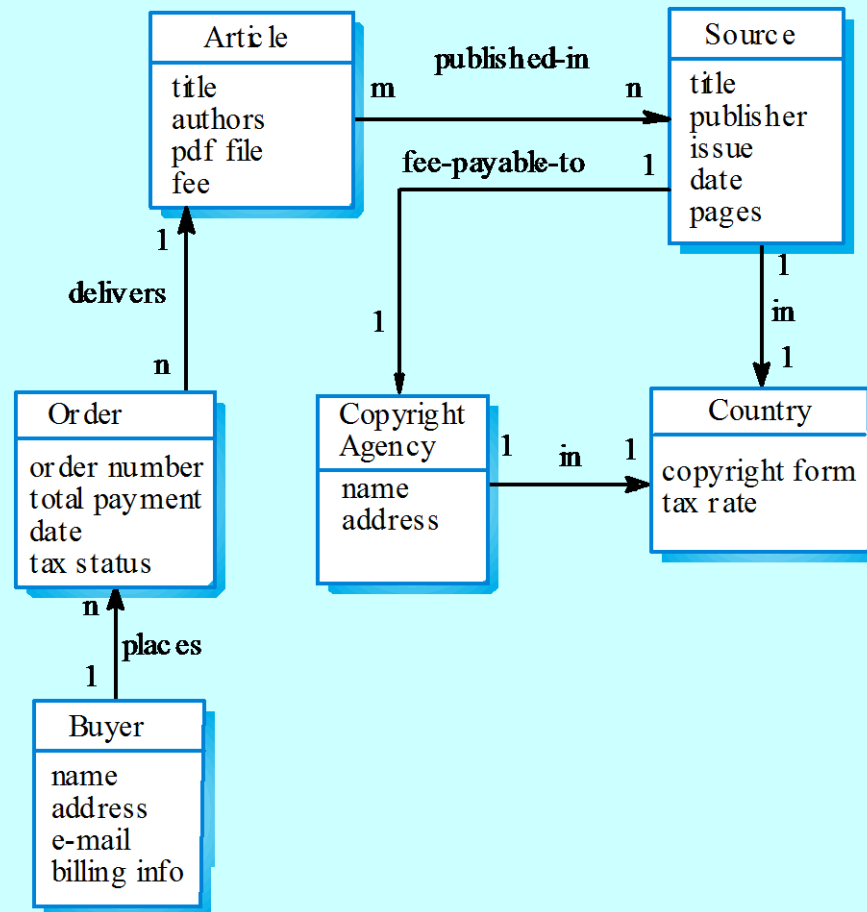 Article
title
authors
pdf file
fee
published-in
m
n
Source
title
publisher
issue
date
pages
fee-payable-to
1
1
1
delivers
n
1
in
1
Order
order number
total payment
date
tax status
Copyright
Agency
name
address
1
in
1
Country
copyright form
tax rate
n
places
1
Buyer
name
address
e-mail
billing info